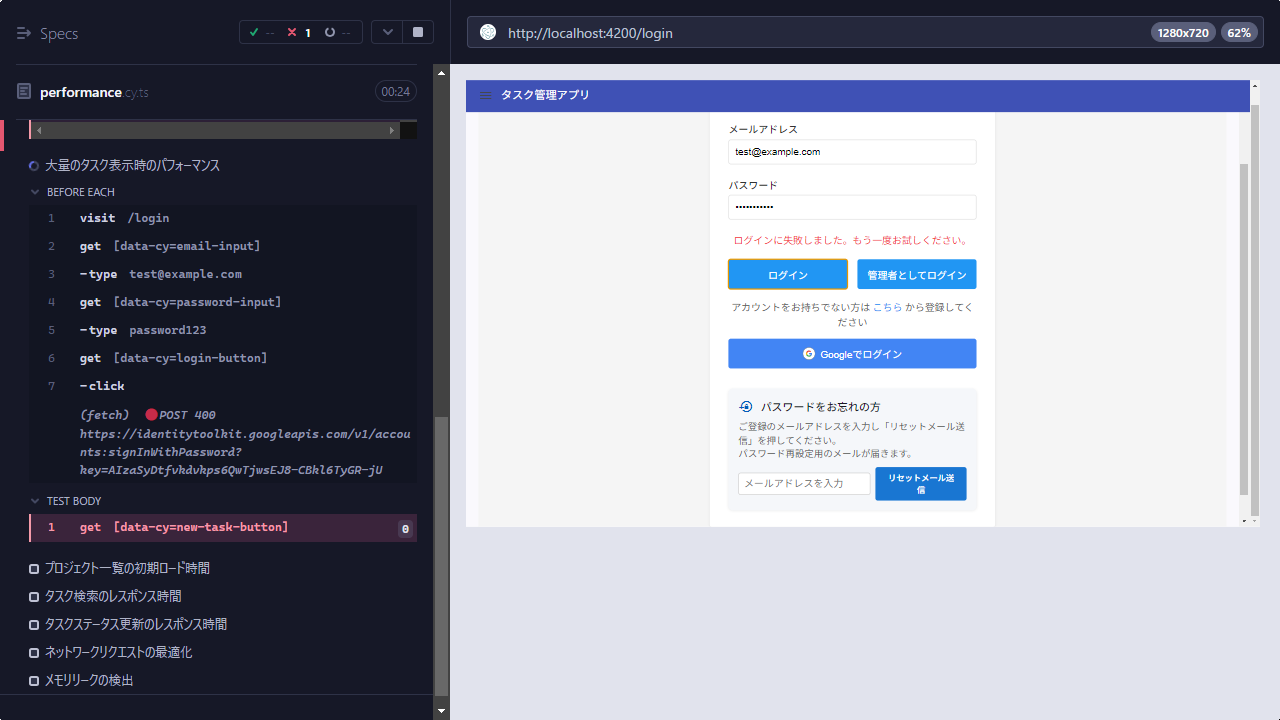 Specs
-- 1 --
performance.cy.ts
00:24
大量のタスク表示時のパフォーマンス
BEFORE EACH
1 visit /login
2 get [data-cy=email-input]
3 -type test@example.com
4 get [data-cy=password-input]
5 -type password123
6 get [data-cy=login-button]
7 -click
(fetch) POST 400
https://identitytoolkit.googleapis.com/v1/accou
nts:signInWithPassword?
key=AIzaSyDtfvkdvkps6QwTjwsEJ8-CBkl6TyGR-jU
TEST BODY
1 get [data-cy=new-task-button] 0
プロジェクト一覧の初期ロード時間
タスク検索のレスポンス時間
タスクステータス更新のレスポンス時間
ネットワークリクエストの最適化
メモリリークの検出
http://localhost:4200/login
1280x720
62%
タスク管理アプリ
メールアドレス
test@example.com
パスワード
•••••••••••
ログインに失敗しました。もう一度お試しください。
ログイン
管理者としてログイン
アカウントをお持ちでない方は こちら から登録してく
ださい
Googleでログイン
パスワードをお忘れの方
ご登録のメールアドレスを入力し「リセットメール送
信」を押してください。
パスワード再設定用のメールが届きます。
メールアドレスを入力
リセットメール送
信